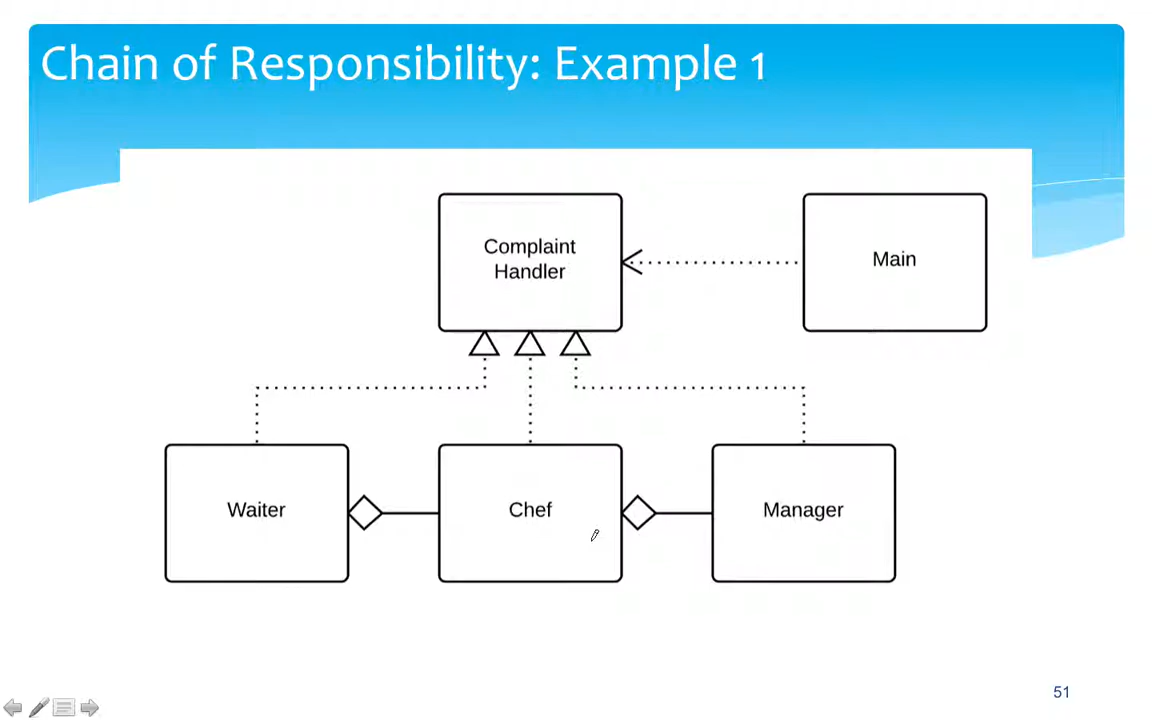 Chain of Responsibility: Example 1
Complaint
Handler
Main
Waiter
Chef
Manager
51